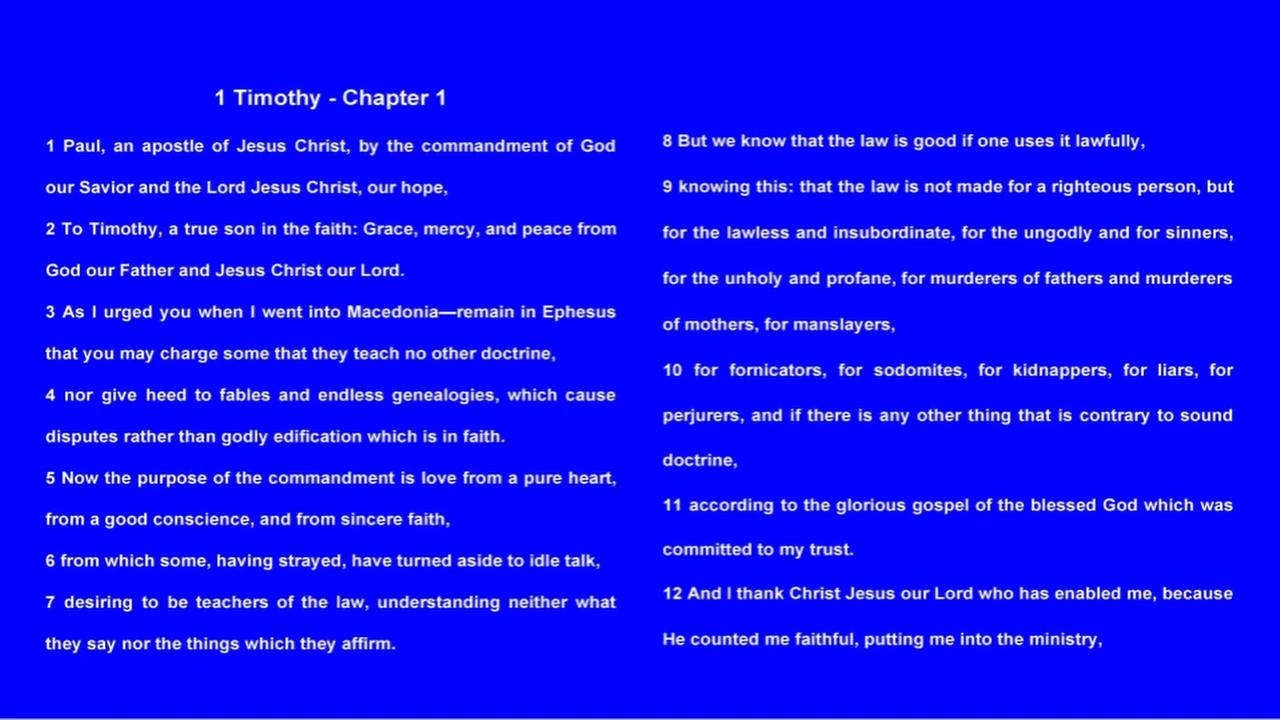 1 Timothy - Chapter 1
1 Paul, an apostle of Jesus Christ, by the commandment of God
our Savior and the Lord Jesus Christ, our hope,
2 To Timothy, a true son in the faith: Grace, mercy, and peace from
God our Father and Jesus Christ our Lord.
3 As I urged you when I went into Macedonia—remain in Ephesus
that you may charge some that they teach no other doctrine,
4 nor give heed to fables and endless genealogies, which cause
disputes rather than godly edification which is in faith.
5 Now the purpose of the commandment is love from a pure heart,
from a good conscience, and from sincere faith,
6 from which some, having strayed, have turned aside to idle talk,
7 desiring to be teachers of the law, understanding neither what
they say nor the things which they affirm.
8 But we know that the law is good if one uses it lawfully,
9 knowing this: that the law is not made for a righteous person, but
for the lawless and insubordinate, for the ungodly and for sinners,
for the unholy and profane, for murderers of fathers and murderers
of mothers, for manslayers,
10 for fornicators, for sodomites, for kidnappers, for liars, for
perjurers, and if there is any other thing that is contrary to sound
doctrine,
11 according to the glorious gospel of the blessed God which was
committed to my trust.
12 And I thank Christ Jesus our Lord who has enabled me, because
He counted me faithful, putting me into the ministry,